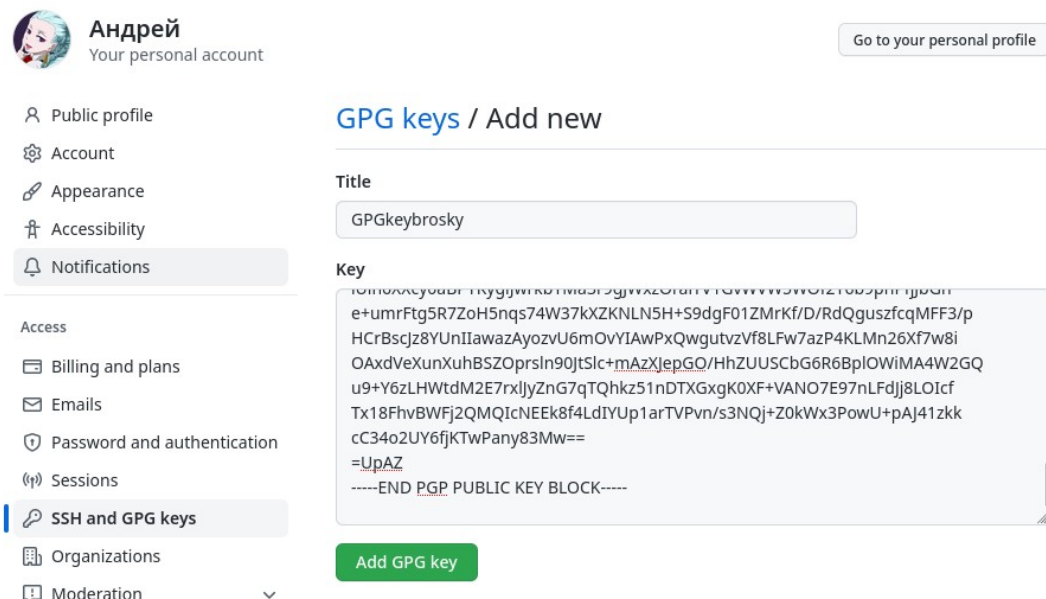 Андрей
Your personal account
Go to your personal profile
Public profile
Account
Appearance
Accessibility
Notifications
Access
Billing and plans
Emails
Password and authentication
Sessions
SSH and GPG keys
Organizations
Moderation
GPG keys / Add new
Title
GPGkeybrosky
Key
e+umrFtg5R7ZoH5nqs74W37kXZKNLN5H+S9dgF01ZMrKf/D/RdQguszfcqMFF3/p
HCrBscJz8YUnIIawazAyozvU6mOvYIAwPxQwgutvzVf8LFw7azP4KLMn26Xf7w8i
OAxdVeXunXuhBSZOprsln90JtSlc+mAzXJepGO/HhZUUSCbG6R6BplOWiMA4W2GQ
u9+Y6zLHWtdM2E7rxlJyZnG7qTQhkz51nDTXGxgK0XF+VANO7E97nLFdJj8LOIcf
Tx18FhvBWFj2QMQIcNEEk8f4LdIYUp1arTVPvn/s3NQj+Z0kWx3PowU+pAJ41zkk
cC34o2UY6fjKTwPany83Mw==
=UpAZ
-----END PGP PUBLIC KEY BLOCK-----
Add GPG key